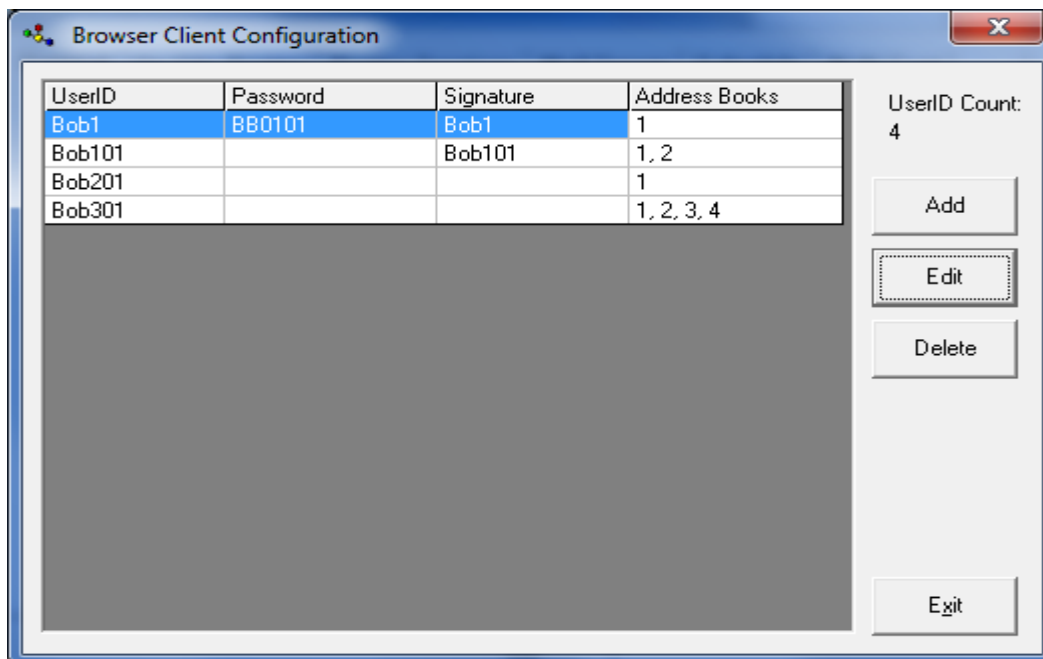 Browser Client Configuration
UserID Password Signature Address Books
Bob1 BB0101 Bob1 1
Bob101 Bob101 1, 2
Bob201 1
Bob301 1, 2, 3, 4
UserID Count:
4
Add
Edit
Delete
Exit